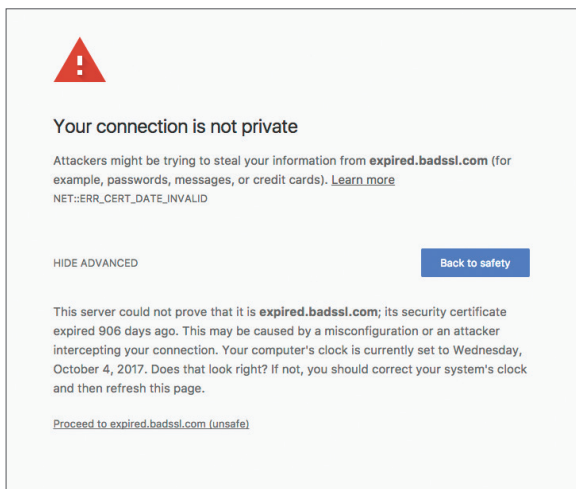 Your connection is not private
Attackers might be trying to steal your information from expired.badssl.com (for
example, passwords, messages, or credit cards). Learn more
NET::ERR_CERT_DATE_INVALID
HIDE ADVANCED
Back to safety
This server could not prove that it is expired.badssl.com; its security certificate
expired 906 days ago. This may be caused by a misconfiguration or an attacker
intercepting your connection. Your computer's clock is currently set to Wednesday,
October 4, 2017. Does that look right? If not, you should correct your system's clock
and then refresh this page.
Proceed to expired.badssl.com (unsafe)